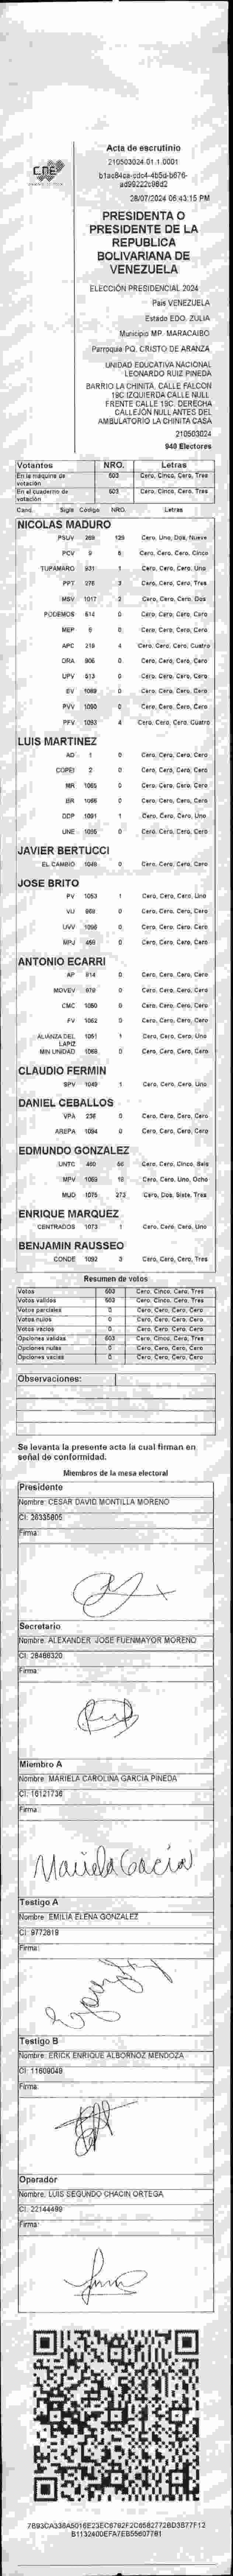 Acta de escrutinio
210503024.01.1.0001
28/07/2024 06:43:15 PM
CNE
PRESIDENTA O
PRESIDENTE DE LA
REPUBLICA
BOLIVARIANA DE
VENEZUELA
ELECCIÓN PRESIDENCIAL 2024
País VENEZUELA
Estado EDO. ZULIA
Municipio MP. MARACAIBO
Parroquia PQ. CRISTO DE ARANZA
UNIDAD EDUCATIVA NACIONAL
LEONARDO RUIZ PINEDA
BARRIO LA CHINITA. CALLE FALCON
19C IZQUIERDA CALLE NULL
FRENTE CALLE 19C. DERECHA
CALLEJÓN NULL ANTES DEL
AMBULATORIO LA CHINITA CASA
210503024
949 Electores
Votantes NRO. Letras
En la máquina de votación 503 Cero, Cinco, Cero, Tres
En el cuaderno de votación 503 Cero, Cinco, Cero, Tres
Cand. Sigla Código NRO. Letras
NICOLAS MADURO
PSUV 269 129 Cero, Uno, Dos, Nueve
PCV 9 5 Cero, Cero, Cero, Cinco
TUPAMARO 931 1 Cero, Cero, Cero, Uno
PPT 276 3 Cero, Cero, Cero, Tres
MSV 1017 2 Cero, Cero, Cero, Dos
PODEMOS 514 0 Cero, Cero, Cero, Cero
MEP 6 0 Cero, Cero, Cero, Cero
APC 219 4 Cero, Cero, Cero, Cuatro
DRA 906 0 Cero, Cero, Cero, Cero
UPV 513 0 Cero, Cero, Cero, Cero
EV 1089 0 Cero, Cero, Cero, Cero
PVV 1090 0 Cero, Cero, Cero, Cero
PFV 1093 4 Cero, Cero, Cero, Cuatro
LUIS MARTINEZ
AD 1 0 Cero, Cero, Cero, Cero
COPEI 2 0 Cero, Cero, Cero, Cero
MR 1065 0 Cero, Cero, Cero, Cero
BR 1066 0 Cero, Cero, Cero, Cero
DDP 1091 1 Cero, Cero, Cero, Uno
UNE 1095 0 Cero, Cero, Cero, Cero
JAVIER BERTUCCI
EL CAMBIO 1049 0 Cero, Cero, Cero, Cero
JOSE BRITO
PV 1053 1 Cero, Cero, Cero, Uno
VU 969 0 Cero, Cero, Cero, Cero
UVV 1096 0 Cero, Cero, Cero, Cero
MPJ 459 0 Cero, Cero, Cero, Cero
ANTONIO ECARRI
AP 914 0 Cero, Cero, Cero, Cero
MOVEV 979 0 Cero, Cero, Cero, Cero
CMC 1050 0 Cero, Cero, Cero, Cero
FV 1062 0 Cero, Cero, Cero, Cero
ALIANZA DEL LAPIZ 1051 1 Cero, Cero, Cero, Uno
MIN UNIDAD 1068 0 Cero, Cero, Cero, Cero
CLAUDIO FERMIN
SPV 1049 1 Cero, Cero, Cero, Uno
DANIEL CEBALLOS
VPA 236 0 Cero, Cero, Cero, Cero
AREPA 1094 0 Cero, Cero, Cero, Cero
EDMUNDO GONZALEZ
UNTC 460 56 Cero, Cero, Cinco, Seis
MPV 1069 18 Cero, Cero, Uno, Ocho
MUD 1075 273 Cero, Dos, Siete, Tres
ENRIQUE MARQUEZ
CENTRADOS 1073 1 Cero, Cero, Cero, Uno
BENJAMIN RAUSSEO
CONDE 1092 3 Cero, Cero, Cero, Tres
Resumen de votos
Votos 503 Cero, Cinco, Cero, Tres
Votos validos 503 Cero, Cinco, Cero, Tres
Votos parciales 0 Cero, Cero, Cero, Cero
Votos nulos 0 Cero, Cero, Cero, Cero
Votos vacíos 0 Cero, Cero, Cero, Cero
Opciones validas 503 Cero, Cinco, Cero, Tres
Opciones nulas 0 Cero, Cero, Cero, Cero
Opciones vacías 0 Cero, Cero, Cero, Cero
Observaciones:
Se levanta la presente acta la cual firman en
señal de conformidad.
Miembros de la mesa electoral
Presidente
Nombre: CESAR DAVID MONTILLA MORENO
CI: 26335805
Firma:
Secretario
Nombre: ALEXANDER JOSE FUENMAYOR MORENO
CI: 28486320
Firma:
Miembro A
Nombre: MARIELA CAROLINA GARCIA PINEDA
CI: 16121736
Firma:
Mariela Garcia
Testigo A
Nombre: EMILIA ELENA GONZALEZ
CI: 9772819
Firma:
Testigo B
Nombre: ERICK ENRIQUE ALBORNOZ MENDOZA
CI: 11609049
Firma:
Operador
Nombre: LUIS SEGUNDO CHACIN ORTEGA
CI: 22144499
Firma: